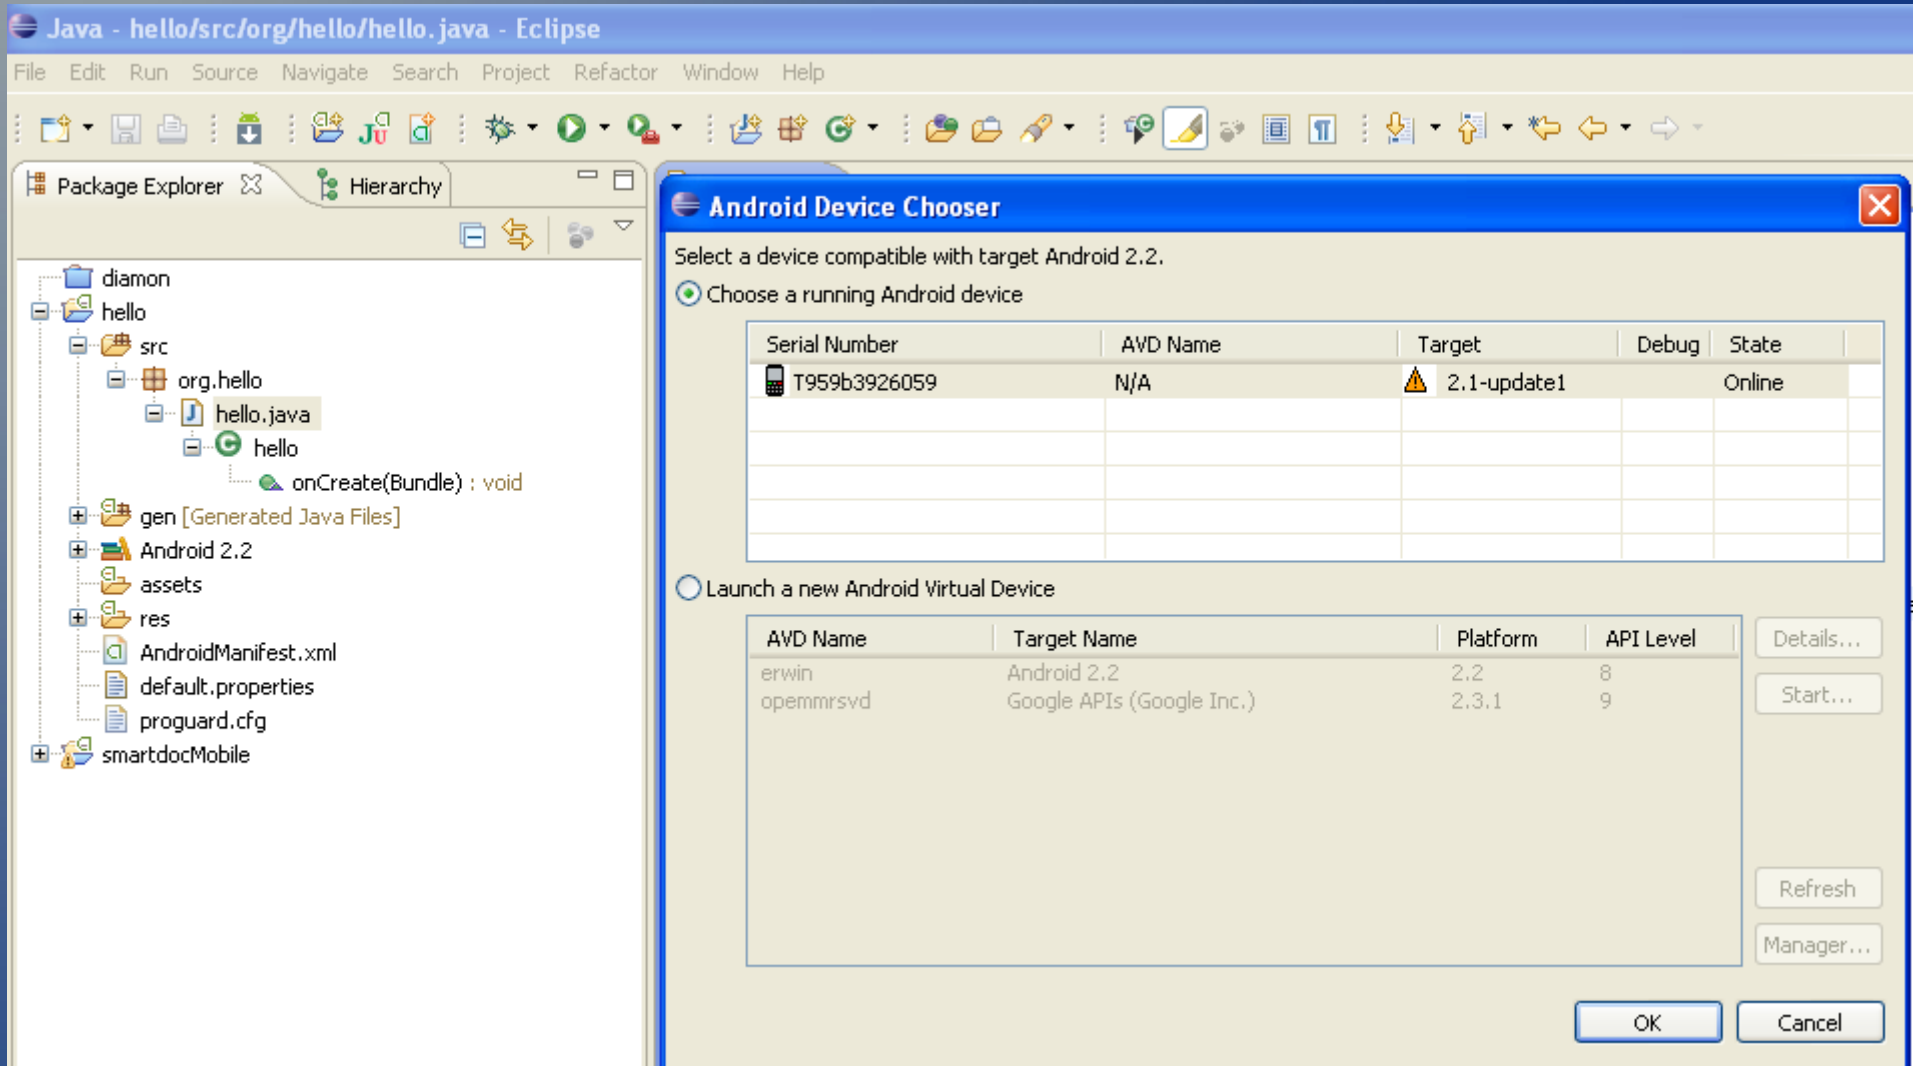 Java - hello/src/org/hello/hello.java - Eclipse
File Edit Run Source Navigate Search Project Refactor Window Help
Package Explorer Hierarchy
diamon
hello
src
org.hello
hello.java
hello
onCreate(Bundle) : void
gen [Generated Java Files]
Android 2.2
assets
res
AndroidManifest.xml
default.properties
proguard.cfg
smartdocMobile
Android Device Chooser
Select a device compatible with target Android 2.2.
Choose a running Android device
Serial Number AVD Name Target Debug State
T959b3926059 N/A 2.1-update1 Online
Launch a new Android Virtual Device
AVD Name Target Name Platform API Level
erwin Android 2.2 2.2 8
opemmrsvd Google APIs (Google Inc.) 2.3.1 9
Details...
Start...
Refresh
Manager...
OK Cancel